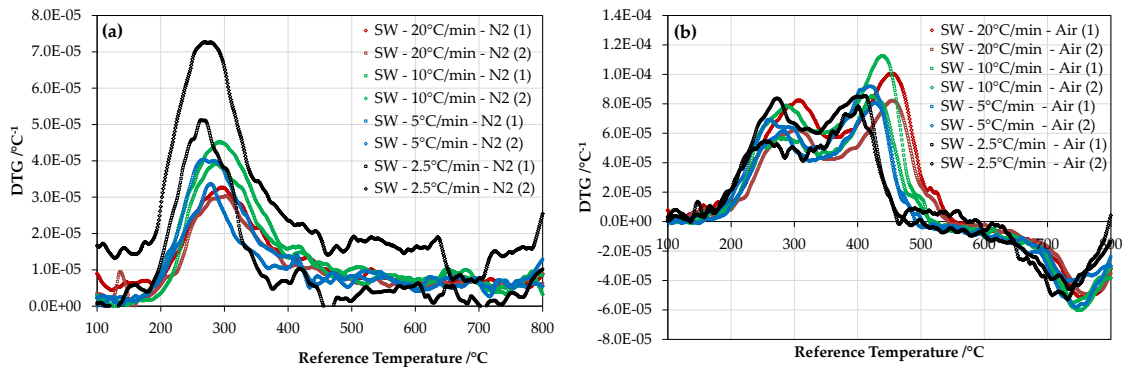 (a)
8.0E-05
7.0E-05
6.0E-05
5.0E-05
4.0E-05
3.0E-05
2.0E-05
1.0E-05
0.0E+00
DTG /°C⁻¹
100 200 300 400 500 600 700 800
Reference Temperature /°C
SW - 20°C/min - N2 (1)
SW - 20°C/min - N2 (2)
SW - 10°C/min - N2 (1)
SW - 10°C/min - N2 (2)
SW - 5°C/min - N2 (1)
SW - 5°C/min - N2 (2)
SW - 2.5°C/min - N2 (1)
SW - 2.5°C/min - N2 (2)
(b)
1.4E-04
1.2E-04
1.0E-04
8.0E-05
6.0E-05
4.0E-05
2.0E-05
0.0E+00
-2.0E-05
-4.0E-05
-6.0E-05
-8.0E-05
DTG /°C⁻¹
100 200 300 400 500 600 700 800
Reference Temperature /°C
SW - 20°C/min - Air (1)
SW - 20°C/min - Air (2)
SW - 10°C/min - Air (1)
SW - 10°C/min - Air (2)
SW - 5°C/min - Air (1)
SW - 5°C/min - Air (2)
SW - 2.5°C/min - Air (1)
SW - 2.5°C/min - Air (2)